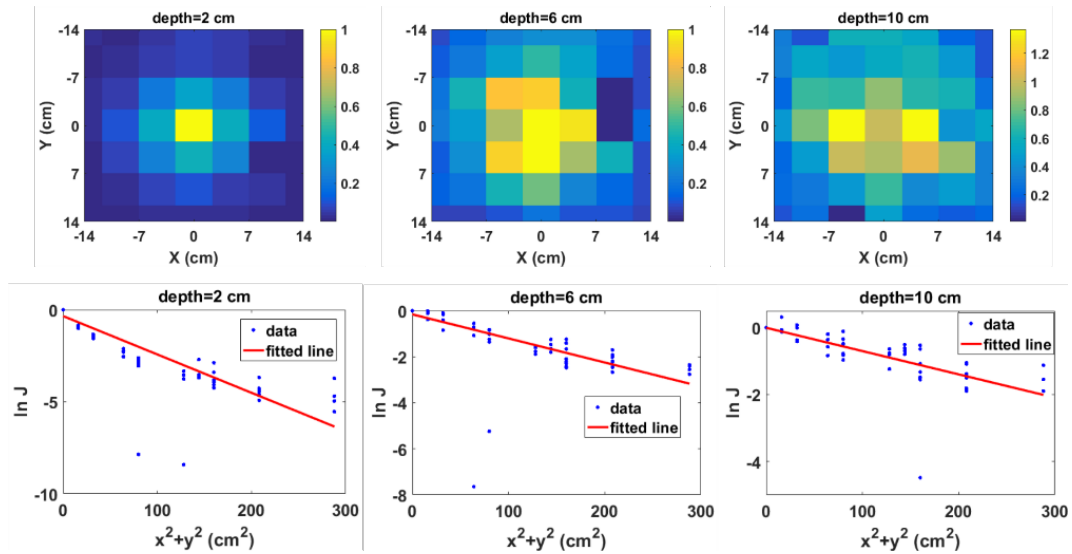 depth=2 cm
-14
-7
0
7
14
Y (cm)
-14
-7
0
7
14
X (cm)
1
0.8
0.6
0.4
0.2
depth=6 cm
-14
-7
0
7
14
Y (cm)
-14
-7
0
7
14
X (cm)
1
0.8
0.6
0.4
0.2
depth=10 cm
-14
-7
0
7
14
Y (cm)
-14
-7
0
7
14
X (cm)
1.2
1
0.8
0.6
0.4
0.2
depth=2 cm
0
-5
-10
ln J
data
fitted line
0
100
200
300
x²+y² (cm²)
depth=6 cm
0
-2
-4
-6
-8
ln J
data
fitted line
0
100
200
300
x²+y² (cm²)
depth=10 cm
0
-2
-4
ln J
data
fitted line
0
100
200
300
x²+y² (cm²)